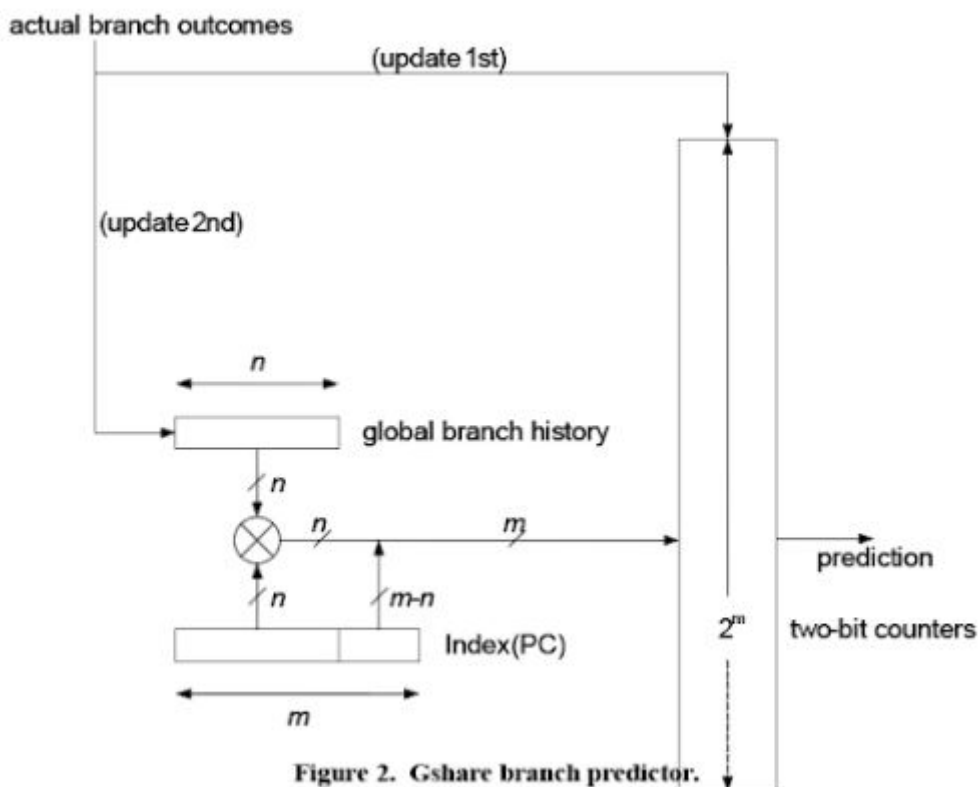 actual branch outcomes
(update 1st)
(update 2nd)
n
global branch history
n
n
m
prediction
n
m-n
2^m
two-bit counters
Index(PC)
m
Figure 2. Gshare branch predictor.